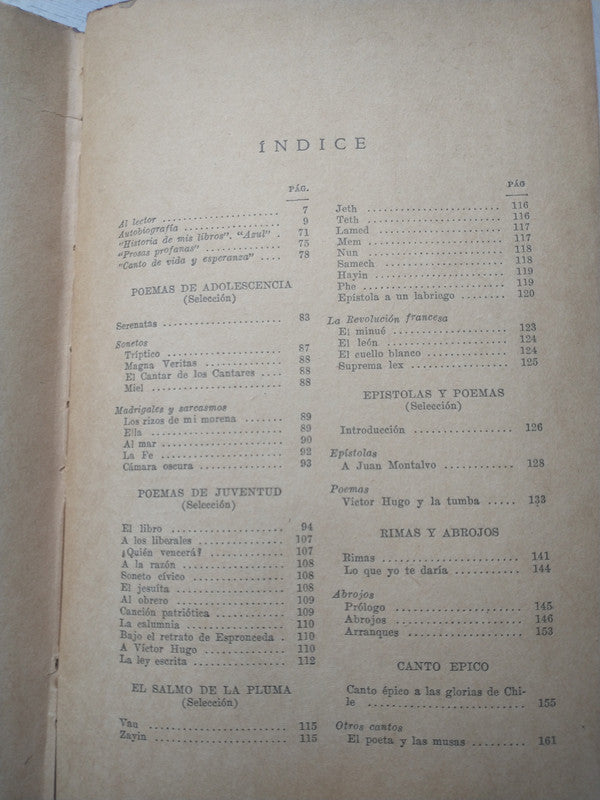 ÍNDICE
PÁG.
Al lector ........................ 7
Autobiografía .................... 9
"Historia de mis libros". "Azul" . 71
"Prosas profanas" ................ 75
"Canto de vida y esperanza" .... 78
POEMAS DE ADOLESCENCIA
(Selección)
Serenatas ........................ 83
Sonetos
Tríptico ................. 87
Magna Veritas ............ 88
El Cantar de los Cantares .... 88
Miel ..................... 88
Madrigales y sarcasmos
Los rizos de mi morena ....... 89
Ella ..................... 89
Al mar ................... 90
La Fe .................... 92
Cámara oscura ............ 93
POEMAS DE JUVENTUD
(Selección)
El libro ..................... 94
A los liberales .............. 107
¿Quién vencerá? .............. 107
A la razón ................... 108
Soneto cívico ................ 108
El jesuíta ................... 108
Al obrero .................... 109
Canción patriótica ........... 109
La calumnia .................. 110
Bajo el retrato de Espronceda . 110
A Víctor Hugo ................ 110
La ley escrita ............... 112
EL SALMO DE LA PLUMA
(Selección)
Vau .......................... 115
Zayin ........................ 115
PÁG
Jeth ......................... 116
Teth ......................... 116
Lamed ........................ 117
Mem .......................... 117
Nun .......................... 118
Samech ....................... 118
Hayin ........................ 119
Phe .......................... 119
Epístola a un labriego ....... 120
La Revolución francesa
El minué ................. 123
El león .................. 124
El cuello blanco ......... 124
Suprema lex .............. 125
EPISTOLAS Y POEMAS
(Selección)
Introducción ................. 126
Epístolas
A Juan Montalvo .......... 128
Poemas
Víctor Hugo y la tumba ..... 133
RIMAS Y ABROJOS
Rimas ........................ 141
Lo que yo te daría ........... 144
Abrojos
Prólogo .................. 145
Abrojos .................. 146
Arranques ................ 153
CANTO EPICO
Canto épico a las glorias de Chi-
le ....................... 155
Otros cantos
El poeta y las musas ......... 161